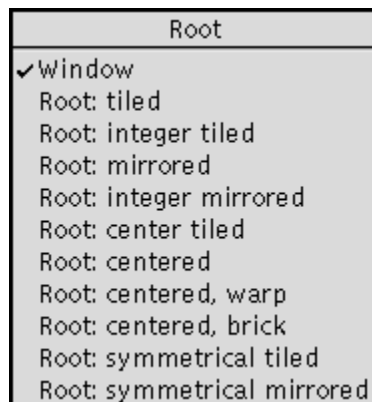 Root
✓Window
Root: tiled
Root: integer tiled
Root: mirrored
Root: integer mirrored
Root: center tiled
Root: centered
Root: centered, warp
Root: centered, brick
Root: symmetrical tiled
Root: symmetrical mirrored